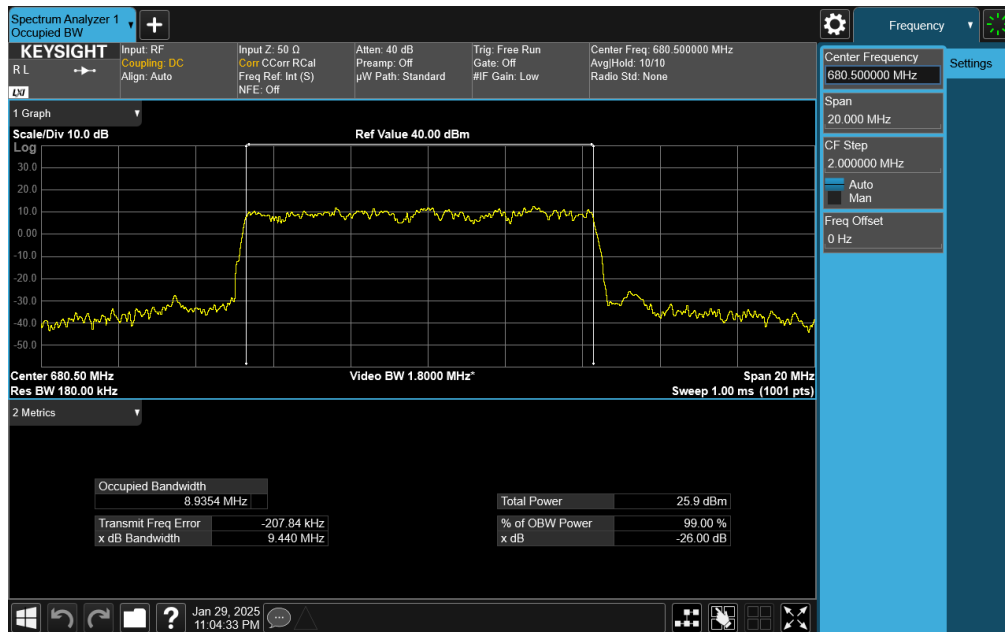 Spectrum Analyzer 1
Occupied BW
Frequency
KEYSIGHT
R L
LXI
Input: RF
Coupling: DC
Align: Auto
Input Z: 50 Ω
Corr CCorr RCal
Freq Ref: Int (S)
NFE: Off
Atten: 40 dB
Preamp: Off
µW Path: Standard
Trig: Free Run
Gate: Off
#IF Gain: Low
Center Freq: 680.500000 MHz
Avg|Hold: 10/10
Radio Std: None
Center Frequency
680.500000 MHz
Settings
Span
20.000 MHz
CF Step
2.000000 MHz
Auto
Man
Freq Offset
0 Hz
1 Graph
Scale/Div 10.0 dB
Ref Value 40.00 dBm
Log
30.0
20.0
10.0
0.00
-10.0
-20.0
-30.0
-40.0
-50.0
Center 680.50 MHz
Video BW 1.8000 MHz*
Span 20 MHz
Res BW 180.00 kHz
Sweep 1.00 ms (1001 pts)
2 Metrics
Occupied Bandwidth
8.9354 MHz
Total Power 25.9 dBm
Transmit Freq Error -207.84 kHz
% of OBW Power 99.00 %
x dB Bandwidth 9.440 MHz
x dB -26.00 dB
?
Jan 29, 2025
11:04:33 PM